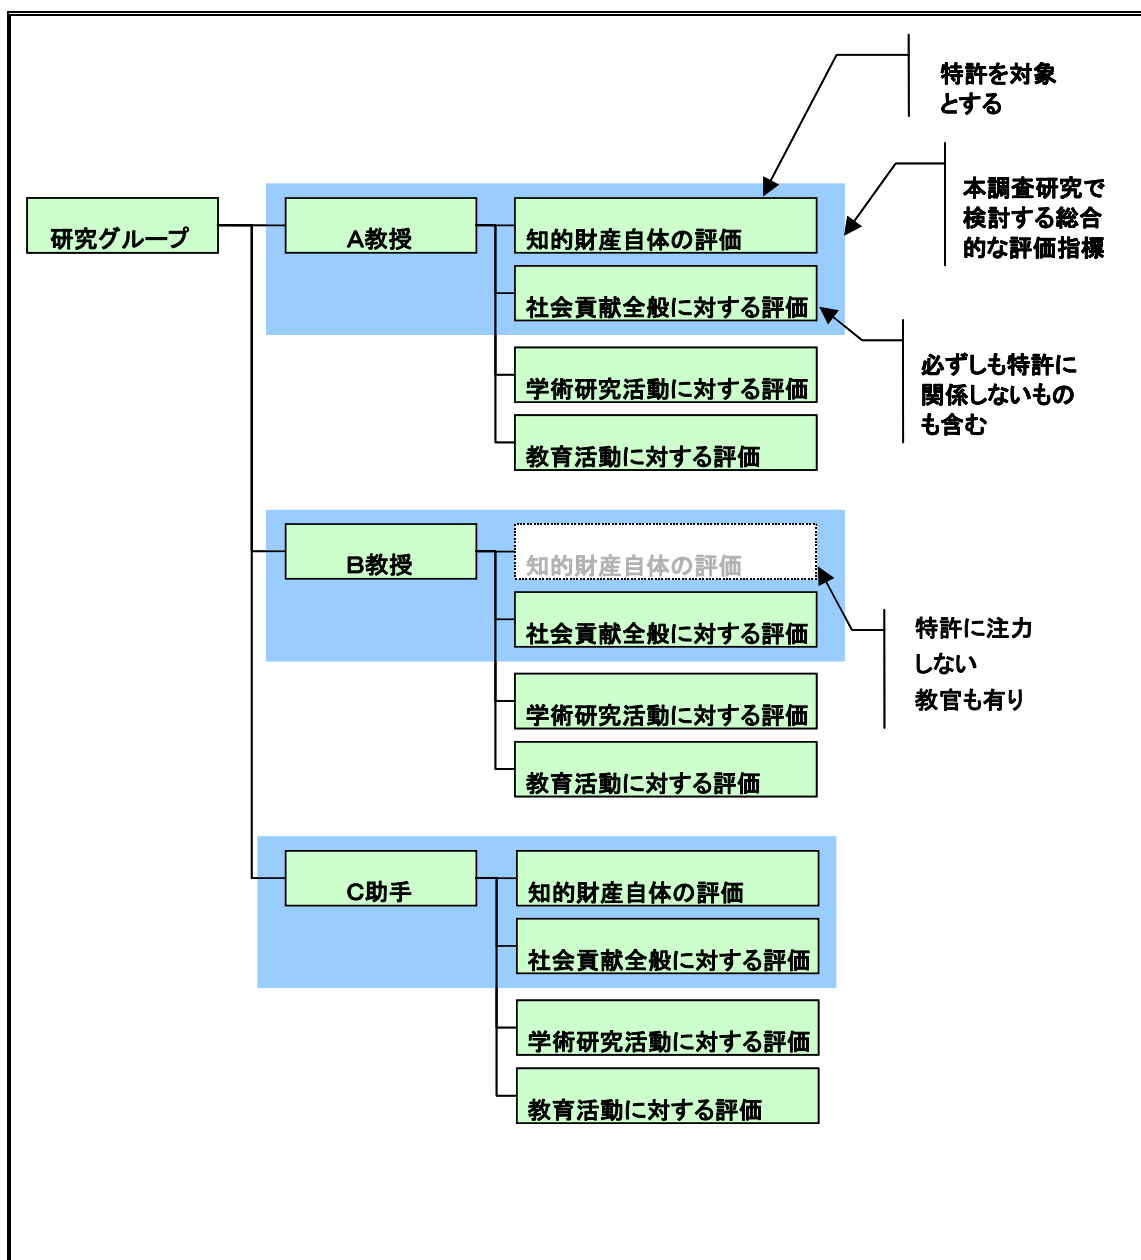 特許を対象
とする
本調査研究で
検討する総合
的な評価指標
研究グループ
A教授
知的財産自体の評価
社会貢献全般に対する評価
学術研究活動に対する評価
教育活動に対する評価
必ずしも特許に
関係しないもの
も含む
B教授
知的財産自体の評価
社会貢献全般に対する評価
学術研究活動に対する評価
教育活動に対する評価
特許に注力
しない
教官も有り
C助手
知的財産自体の評価
社会貢献全般に対する評価
学術研究活動に対する評価
教育活動に対する評価